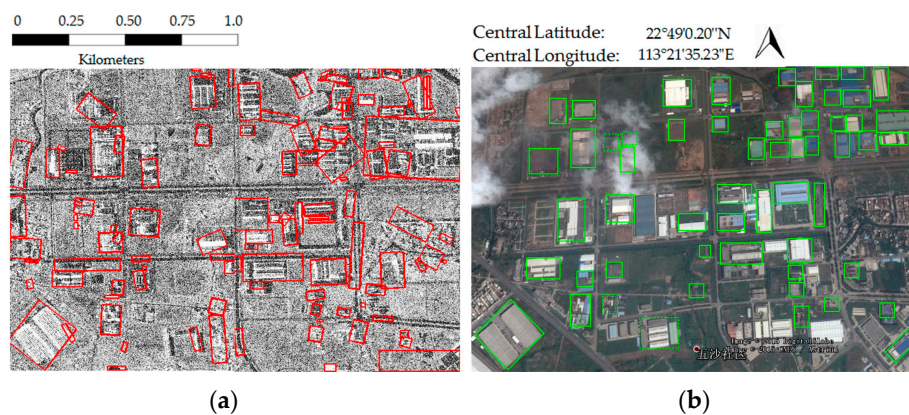 0 0.25 0.50 0.75 1.0
Kilometers
Central Latitude: 22°49'0.20"N
Central Longitude: 113°21'35.23"E
五沙社区
(a)
(b)